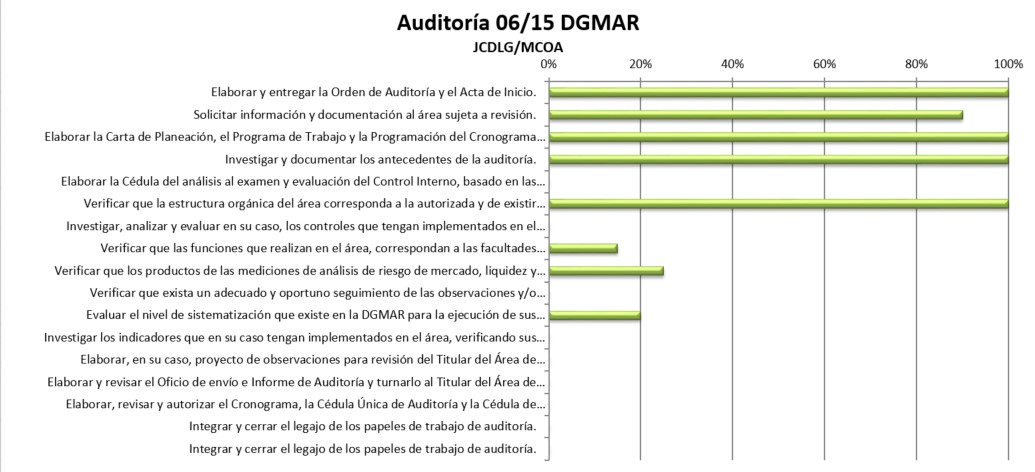 Auditoría 06/15 DGMAR
JCDLG/MCOA
0% 20% 40% 60% 80% 100%
Elaborar y entregar la Orden de Auditoría y el Acta de Inicio.
Solicitar información y documentación al área sujeta a revisión.
Elaborar la Carta de Planeación, el Programa de Trabajo y la Programación del Cronograma...
Investigar y documentar los antecedentes de la auditoría.
Elaborar la Cédula del análisis al examen y evaluación del Control Interno, basado en las...
Verificar que la estructura orgánica del área corresponda a la autorizada y de existir...
Investigar, analizar y evaluar en su caso, los controles que tengan implementados en el...
Verificar que las funciones que realizan en el área, correspondan a las facultades...
Verificar que los productos de las mediciones de análisis de riesgo de mercado, liquidez y...
Verificar que exista un adecuado y oportuno seguimiento de las observaciones y/o...
Evaluar el nivel de sistematización que existe en la DGMAR para la ejecución de sus...
Investigar los indicadores que en su caso tengan implementados en el área, verificando sus...
Elaborar, en su caso, proyecto de observaciones para revisión del Titular del Área de...
Elaborar y revisar el Oficio de envío e Informe de Auditoría y turnarlo al Titular del Área de...
Elaborar, revisar y autorizar el Cronograma, la Cédula Única de Auditoría y la Cédula de...
Integrar y cerrar el legajo de los papeles de trabajo de auditoría.
Integrar y cerrar el legajo de los papeles de trabajo de auditoría.